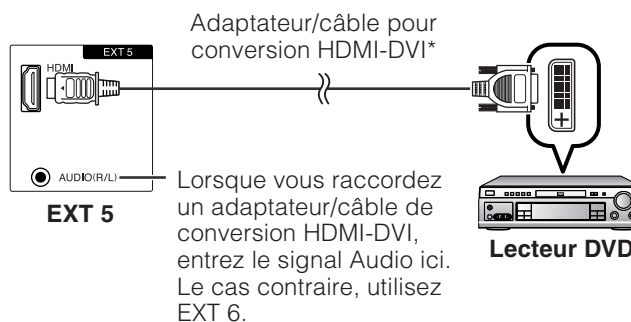 Adaptateur/câble pour
conversion HDMI-DVI*
EXT 5
HDMI
AUDIO(R/L)
EXT 5
Lorsque vous raccordez
un adaptateur/câble de
conversion HDMI-DVI,
entrez le signal Audio ici.
Le cas contraire, utilisez
EXT 6.
Lecteur DVD